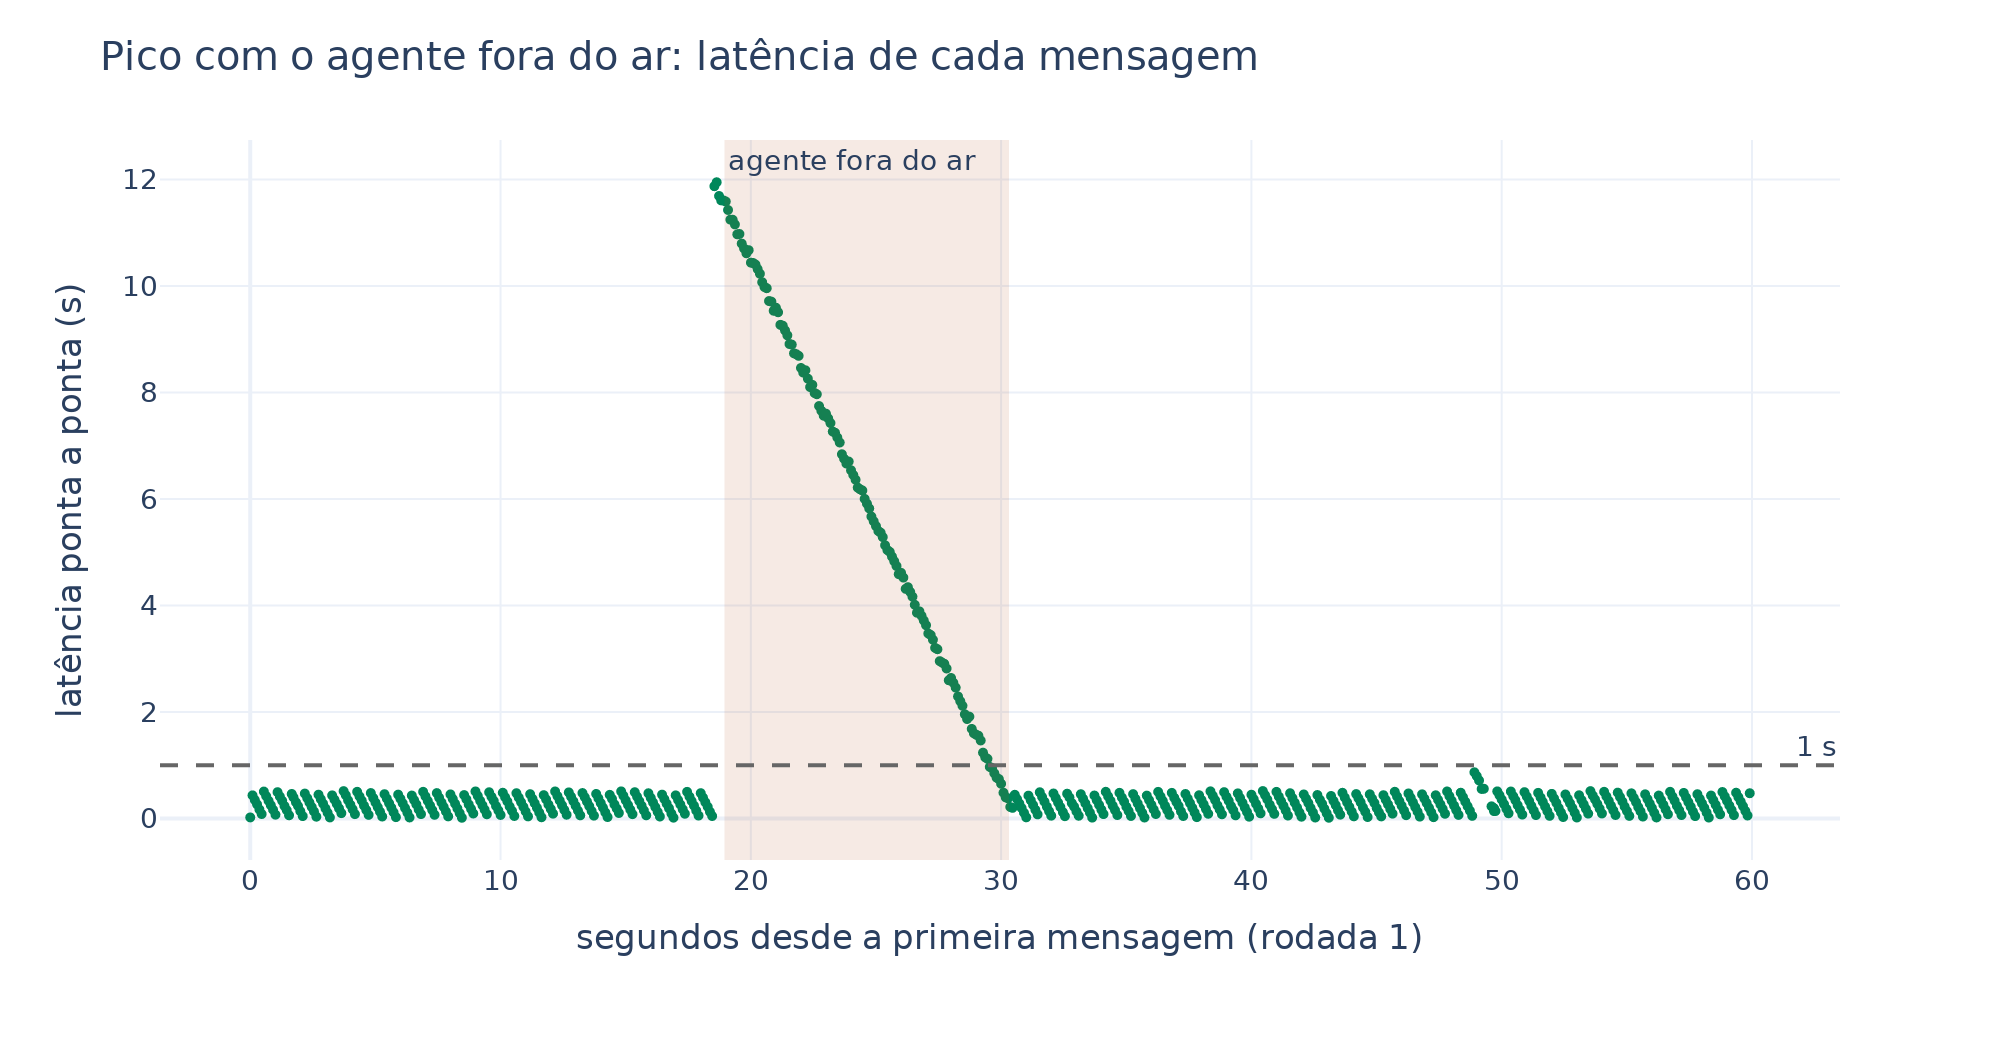 Pico com o agente fora do ar: latência de cada mensagem
agente fora do ar
latência ponta a ponta (s)
12
10
8
6
4
2
0
1 s
0 10 20 30 40 50 60
segundos desde a primeira mensagem (rodada 1)